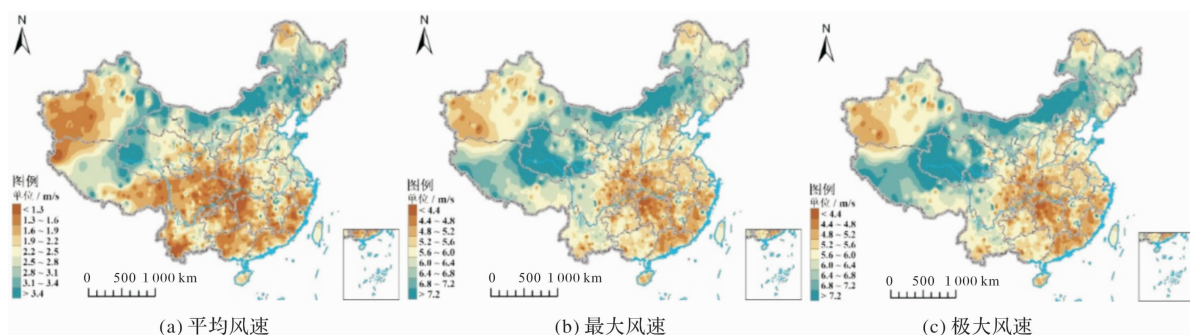 N
图例
单位 / m/s
< 1.3
1.3 ~ 1.6
1.6 ~ 1.9
1.9 ~ 2.2
2.2 ~ 2.5
2.5 ~ 2.8
2.8 ~ 3.1
3.1 ~ 3.4
> 3.4
0 500 1 000 km
(a) 平均风速
N
图例
单位 / m/s
< 4.4
4.4 ~ 4.8
4.8 ~ 5.2
5.2 ~ 5.6
5.6 ~ 6.0
6.0 ~ 6.4
6.4 ~ 6.8
6.8 ~ 7.2
> 7.2
0 500 1 000 km
(b) 最大风速
N
图例
单位 / m/s
< 4.4
4.4 ~ 4.8
4.8 ~ 5.2
5.2 ~ 5.6
5.6 ~ 6.0
6.0 ~ 6.4
6.4 ~ 6.8
6.8 ~ 7.2
> 7.2
0 500 1 000 km
(c) 极大风速